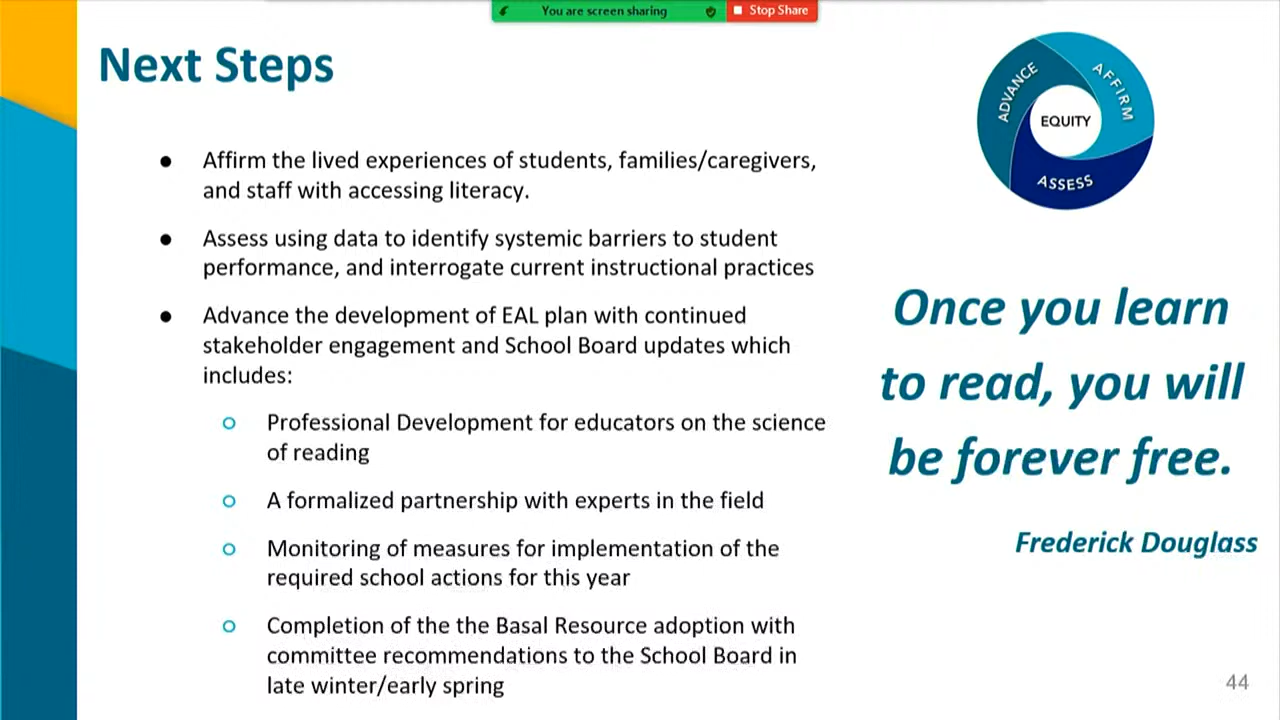 You are screen sharing
Stop Share
Next Steps
ADVANCE
AFFIRM
EQUITY
ASSESS
● Affirm the lived experiences of students, families/caregivers,
and staff with accessing literacy.
● Assess using data to identify systemic barriers to student
performance, and interrogate current instructional practices
● Advance the development of EAL plan with continued
stakeholder engagement and School Board updates which
includes:
o Professional Development for educators on the science
of reading
o A formalized partnership with experts in the field
o Monitoring of measures for implementation of the
required school actions for this year
o Completion of the the Basal Resource adoption with
committee recommendations to the School Board in
late winter/early spring
Once you learn
to read, you will
be forever free.
Frederick Douglass
44